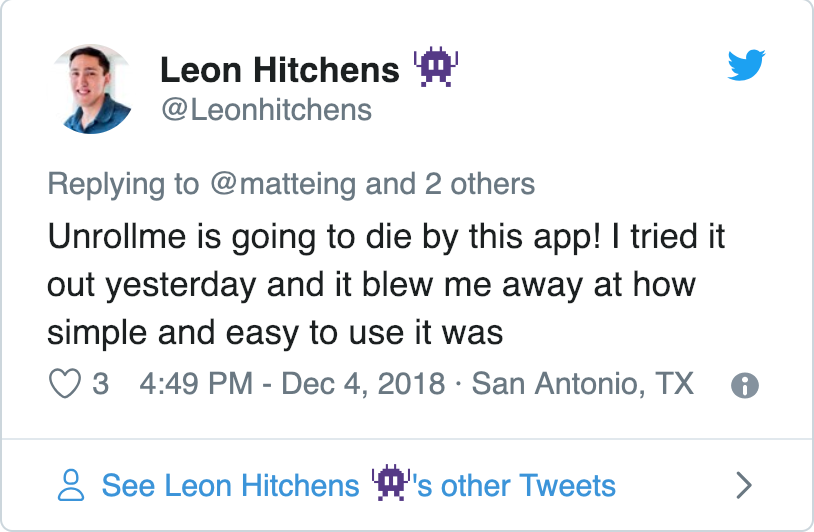 Leon Hitchens
@Leonhitchens
Replying to @matteing and 2 others
Unrollme is going to die by this app! I tried it
out yesterday and it blew me away at how
simple and easy to use it was
3 4:49 PM - Dec 4, 2018 · San Antonio, TX
See Leon Hitchens 's other Tweets